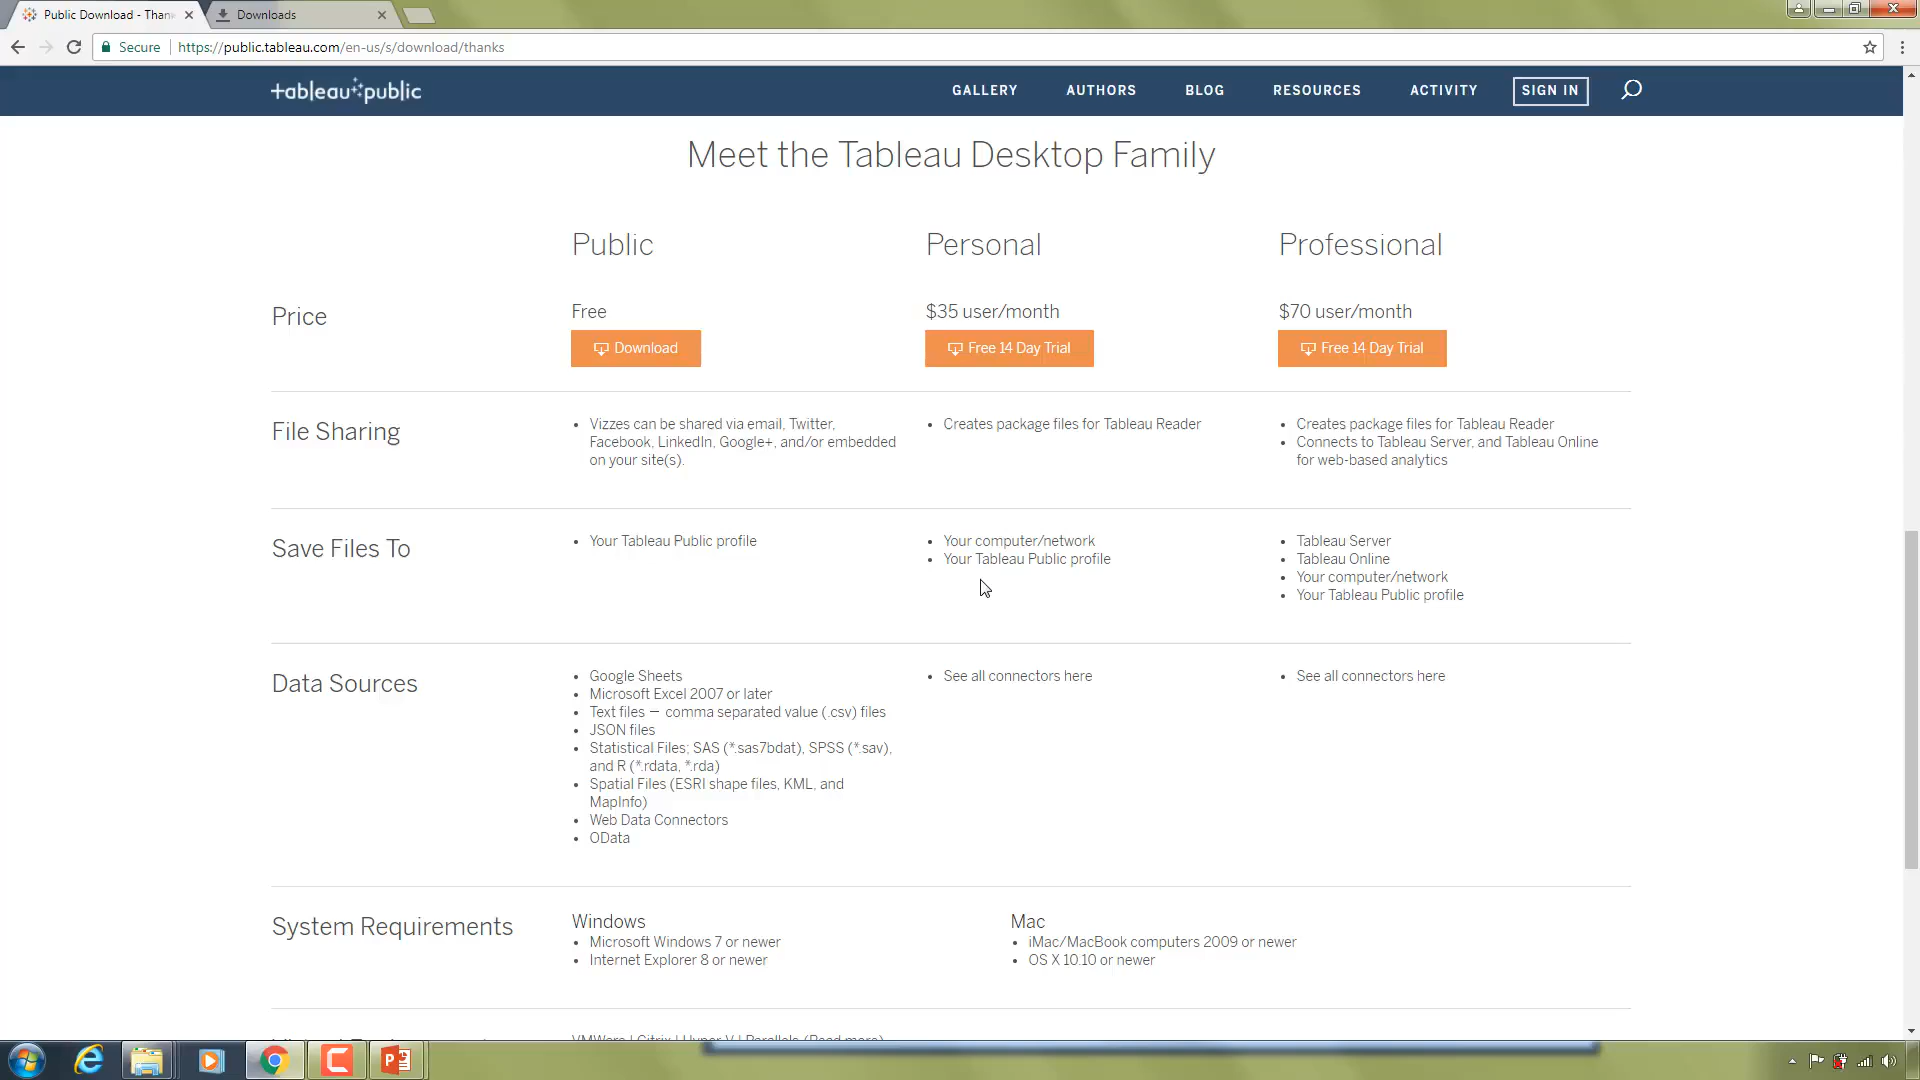 Public Download - Than
Downloads
Secure https://public.tableau.com/en-us/s/download/thanks
+ableau public
GALLERY AUTHORS BLOG RESOURCES ACTIVITY SIGN IN
Meet the Tableau Desktop Family
Public Personal Professional
Price
Free $35 user/month $70 user/month
Download Free 14 Day Trial Free 14 Day Trial
File Sharing
• Vizzes can be shared via email, Twitter,
Facebook, LinkedIn, Google+, and/or embedded
on your site(s).
• Creates package files for Tableau Reader
• Creates package files for Tableau Reader
• Connects to Tableau Server, and Tableau Online
for web-based analytics
Save Files To
• Your Tableau Public profile
• Your computer/network
• Your Tableau Public profile
• Tableau Server
• Tableau Online
• Your computer/network
• Your Tableau Public profile
Data Sources
• Google Sheets
• Microsoft Excel 2007 or later
• Text files — comma separated value (.csv) files
• JSON files
• Statistical Files; SAS (*.sas7bdat), SPSS (*.sav),
and R (*.rdata, *.rda)
• Spatial Files (ESRI shape files, KML, and
MapInfo)
• Web Data Connectors
• OData
• See all connectors here
• See all connectors here
System Requirements
Windows
• Microsoft Windows 7 or newer
• Internet Explorer 8 or newer
Mac
• iMac/MacBook computers 2009 or newer
• OS X 10.10 or newer
VMWare | Citrix | Hyper-V | Parallels (Read more)